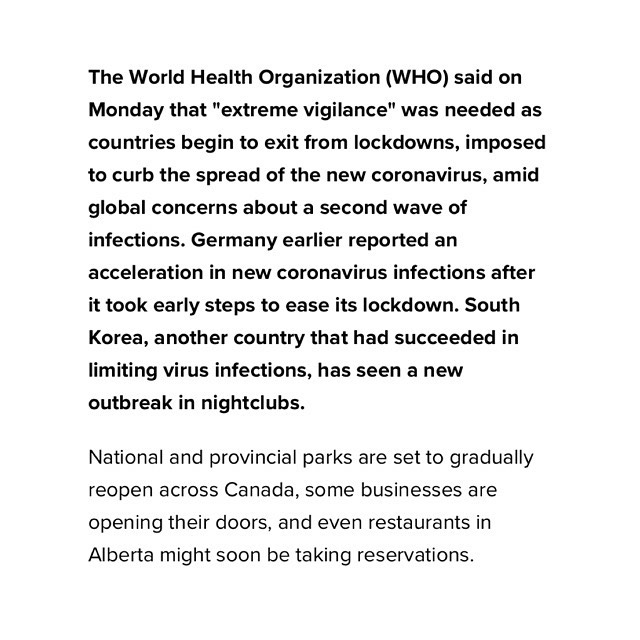 The World Health Organization (WHO) said on
Monday that "extreme vigilance" was needed as
countries begin to exit from lockdowns, imposed
to curb the spread of the new coronavirus, amid
global concerns about a second wave of
infections. Germany earlier reported an
acceleration in new coronavirus infections after
it took early steps to ease its lockdown. South
Korea, another country that had succeeded in
limiting virus infections, has seen a new
outbreak in nightclubs.
National and provincial parks are set to gradually
reopen across Canada, some businesses are
opening their doors, and even restaurants in
Alberta might soon be taking reservations.